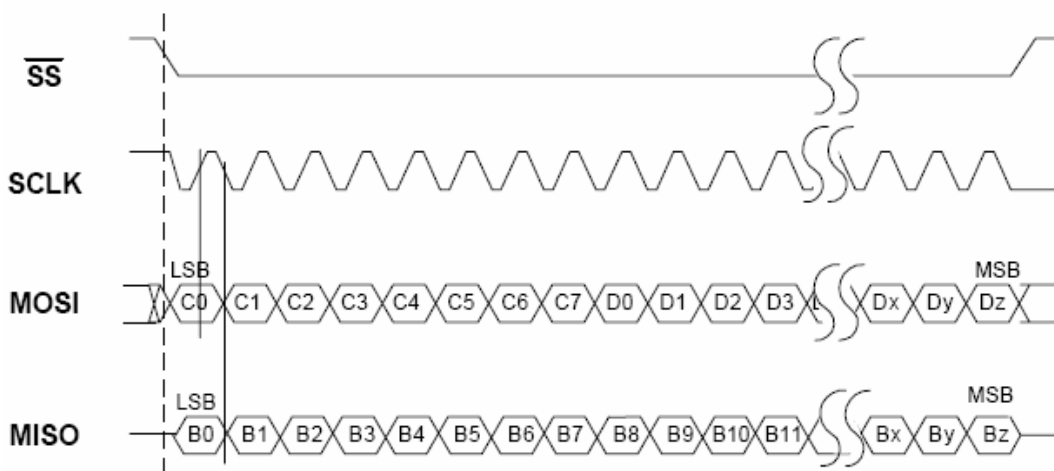 SS
SCLK
LSB
MSB
MOSI
C0 C1 C2 C3 C4 C5 C6 C7 D0 D1 D2 D3 Dx Dy Dz
LSB
MSB
MISO
B0 B1 B2 B3 B4 B5 B6 B7 B8 B9 B10 B11 Bx By Bz